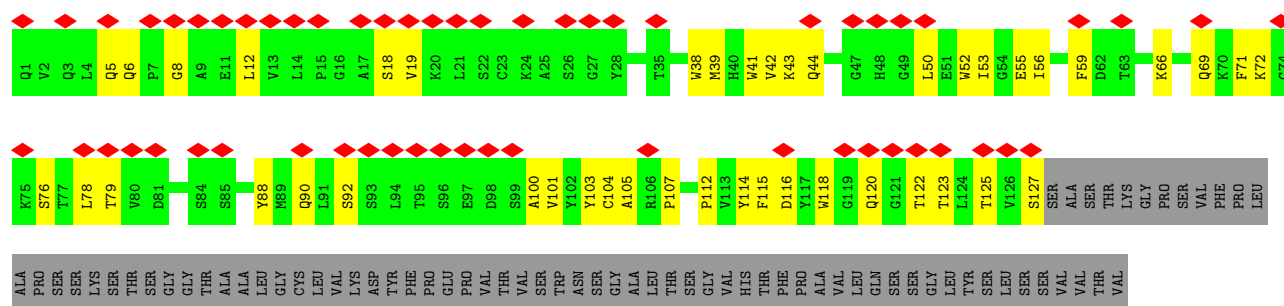 Q1 V2 Q3 L4 Q5 Q6 P7 G8 A9 E11 L12 V13 L14 P15 G16 A17 S18 V19 K20 L21 S22 C23 K24 A25 S26 G27 Y28 T35 W38 M39 H40 W41 V42 K43 Q44 G47 H48 G49 L50 E51 W52 I53 G54 E55 I56 F59 D62 T63 K66 Q69 K70 F71 K72
K75 S76 T77 L78 T79 V80 D81 S84 S85 Y88 M89 Q90 L91 S92 S93 L94 T95 S96 E97 D98 S99 A100 V101 Y102 Y103 C104 A105 R106 P107 P112 V113 Y114 F115 D116 Y117 W118 G119 Q120 G121 T122 T123 L124 T125 V126 S127 SER ALA SER THR LYS GLY PRO SER VAL PHE PRO LEU
ALA PRO SER SER LYS SER THR SER GLY GLY THR ALA ALA LEU GLY CYS LEU VAL LYS ASP TYR PHE PRO GLU PRO VAL THR VAL SER TRP ASN SER GLY ALA LEU THR SER GLY VAL HIS THR PHE PRO ALA VAL LEU GLN SER SER GLY LEU TYR SER LEU SER SER VAL VAL THR VAL